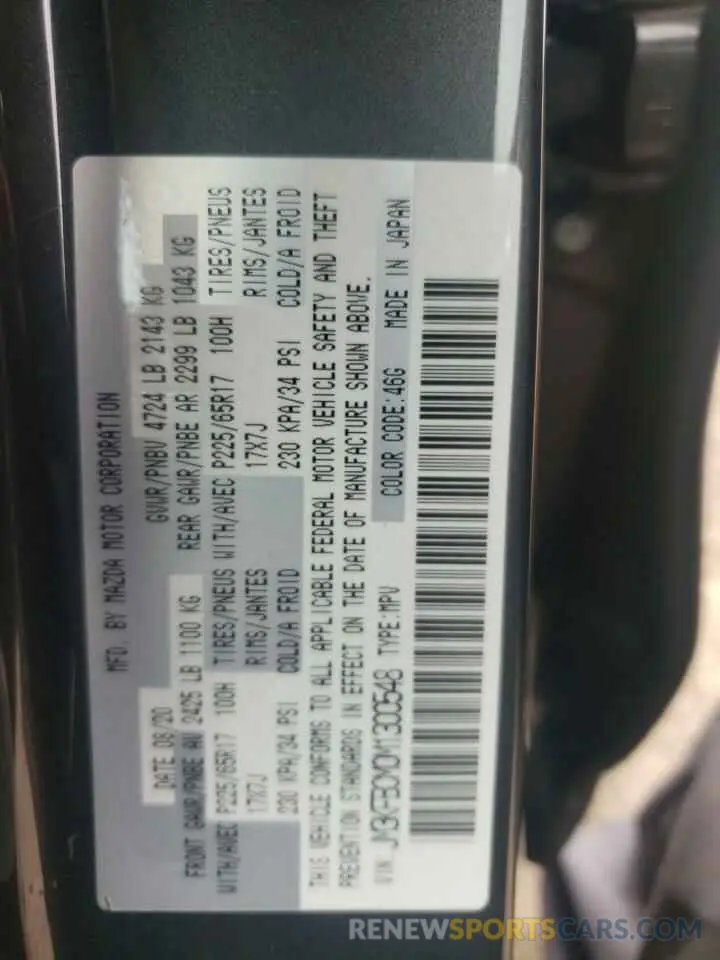 MFD. BY MAZDA MOTOR CORPORATION
DATE 08/20 GVWR/PNBV 4724 LB 2143 KG
FRONT GAWR/PNBE AV 2425 LB 1100 KG REAR GAWR/PNBE AR 2299 LB 1043 KG
WITH/AVEC P225/65R17 100H TIRES/PNEUS WITH/AVEC P225/65R17 100H TIRES/PNEUS
17X7J RIMS/JANTES 17X7J RIMS/JANTES
230 KPA/34 PSI COLD/A FROID 230 KPA/34 PSI COLD/A FROID
THIS VEHICLE CONFORMS TO ALL APPLICABLE FEDERAL MOTOR VEHICLE SAFETY AND THEFT
PREVENTION STANDARDS IN EFFECT ON THE DATE OF MANUFACTURE SHOWN ABOVE.
VIN: JM3KFBCM0M1300548 TYPE:MPV COLOR CODE:46G MADE IN JAPAN
RENEWSPORTSCARS.COM